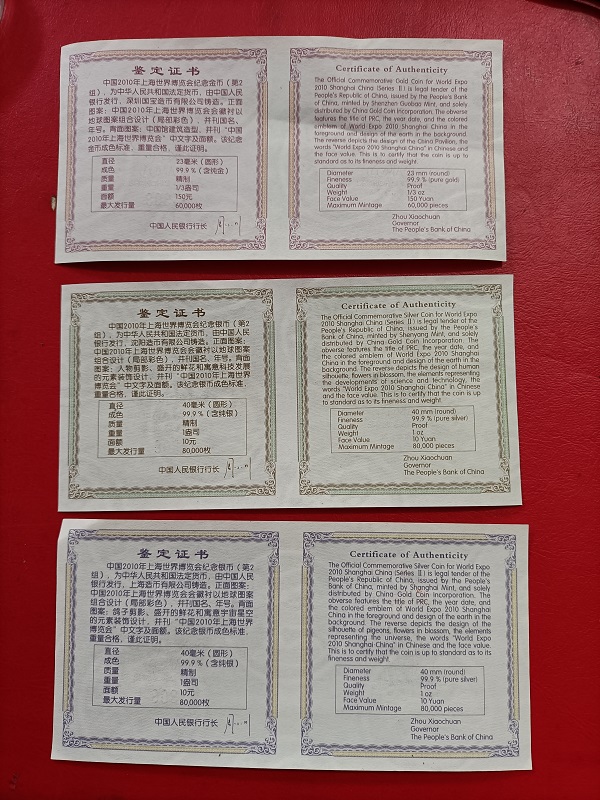 鉴定证书
中国2010年上海世界博览会纪念金币（第2
组），为中华人民共和国法定货币，由中国人民
银行发行，深圳国宝造币有限公司铸造。正面
图案：中国2010年上海世界博览会会徽衬以
地球图案组合设计（局部彩色），并刊国名、
年号。背面图案：中国馆建筑造型，并刊“中国
2010年上海世界博览会”中文字及面额。该纪念
金币成色标准，重量合格，谨此证明。
直径 23毫米（圆形）
成色 99.9％（含纯金）
质量 精制
重量 1/3盎司
面额 150元
最大发行量 60,000枚
中国人民银行行长
Certificate of Authenticity
The Official Commemorative Gold Coin for World Expo
2010 Shanghai China (Series Ⅱ) is legal tender of the
People's Republic of China, issued by the People's Bank
of China, minted by Shenzhen Guobao Mint, and solely
distributed by China Gold Coin Incorporation. The obverse
features the title of PRC, the year date, and the colored
emblem of World Expo 2010 Shanghai China in the
foreground and design of the earth in the background.
The reverse depicts the design of the China Pavilion, the
words "World Expo 2010 Shanghai China" in Chinese and
the face value. This is to certify that the coin is up to
standard as to its fineness and weight.
Diameter 23 mm (round)
Fineness 99.9 % (pure gold)
Quality Proof
Weight 1/3 oz
Face Value 150 Yuan
Maximum Mintage 60,000 pieces
Zhou Xiaochuan
Governor
The People's Bank of China
鉴定证书
中国2010年上海世界博览会纪念银币（第2
组），为中华人民共和国法定货币，由中国人民
银行发行，沈阳造币有限公司铸造。正面图案：
中国2010年上海世界博览会会徽衬以地球图案
组合设计（局部彩色），并刊国名、年号。背面
图案：人物剪影、盛开的鲜花和寓意科技发展
的元素装饰设计，并刊“中国2010年上海世界
博览会”中文字及面额。该纪念银币成色标准，
重量合格，谨此证明。
直径 40毫米（圆形）
成色 99.9％（含纯银）
质量 精制
重量 1盎司
面额 10元
最大发行量 80,000枚
中国人民银行行长
Certificate of Authenticity
The Official Commemorative Silver Coin for World Expo
2010 Shanghai China (Series Ⅱ) is legal tender of the
People's Republic of China, issued by the People's
Bank of China, minted by Shenyang Mint, and solely
distributed by China Gold Coin Incorporation. The
obverse features the title of PRC, the year date, and
the colored emblem of World Expo 2010 Shanghai
China in the foreground and design of the earth in the
background. The reverse depicts the design of human
silhouette, flowers in blossom, the elements representing
the developments of science and technology, the
words "World Expo 2010 Shanghai China" in Chinese
and the face value. This is to certify that the coin is up
to standard as to its fineness and weight.
Diameter 40 mm (round)
Fineness 99.9 % (pure silver)
Quality Proof
Weight 1 oz
Face Value 10 Yuan
Maximum Mintage 80,000 pieces
Zhou Xiaochuan
Governor
The People's Bank of China
鉴定证书
中国2010年上海世界博览会纪念银币（第2
组），为中华人民共和国法定货币，由中国人民
银行发行，上海造币有限公司铸造。正面图案：
中国2010年上海世界博览会会徽衬以地球图案
组合设计（局部彩色），并刊国名、年号。背面
图案：鸽子剪影、盛开的鲜花和寓意宇宙星空
的元素装饰设计，并刊“中国2010年上海世界
博览会”中文字及面额。该纪念银币成色标准，
重量合格，谨此证明。
直径 40毫米（圆形）
成色 99.9％（含纯银）
质量 精制
重量 1盎司
面额 10元
最大发行量 80,000枚
中国人民银行行长
Certificate of Authenticity
The Official Commemorative Silver Coin for World Expo
2010 Shanghai China (Series Ⅱ) is legal tender of the
People's Republic of China, issued by the People's
Bank of China, minted by Shanghai Mint, and solely
distributed by China Gold Coin Incorporation. The
obverse features the title of PRC, the year date, and
the colored emblem of World Expo 2010 Shanghai
China in the foreground and design of the earth in the
background. The reverse depicts the design of the
silhouette of pigeons, flowers in blossom, the elements
representing the universe, the words "World Expo
2010 Shanghai China" in Chinese and the face value.
This is to certify that the coin is up to standard as to its
fineness and weight.
Diameter 40 mm (round)
Fineness 99.9 % (pure silver)
Quality Proof
Weight 1 oz
Face Value 10 Yuan
Maximum Mintage 80,000 pieces
Zhou Xiaochuan
Governor
The People's Bank of China